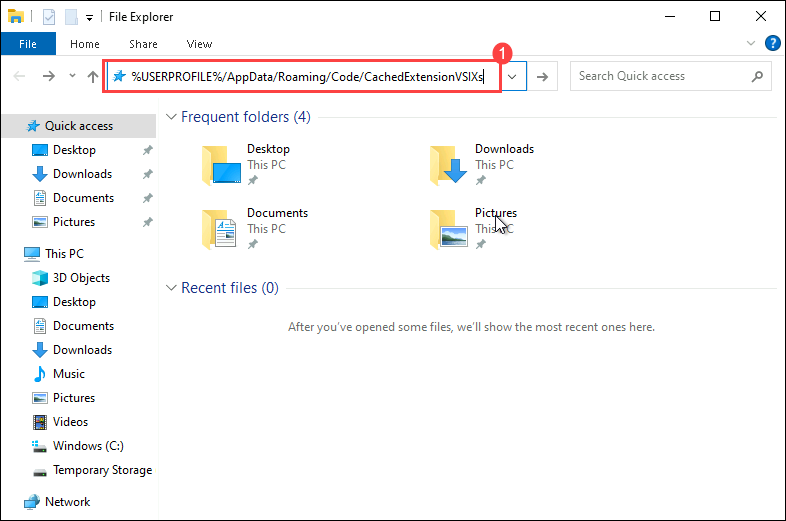 File Explorer
File Home Share View
1
%USERPROFILE%/AppData/Roaming/Code/CachedExtensionVSIXs
Search Quick access
Quick access
Desktop
Downloads
Documents
Pictures
This PC
3D Objects
Desktop
Documents
Downloads
Music
Pictures
Videos
Windows (C:)
Temporary Storage
Network
Frequent folders (4)
Desktop
This PC
Downloads
This PC
Documents
This PC
Pictures
This PC
Recent files (0)
After you've opened some files, we'll show the most recent ones here.